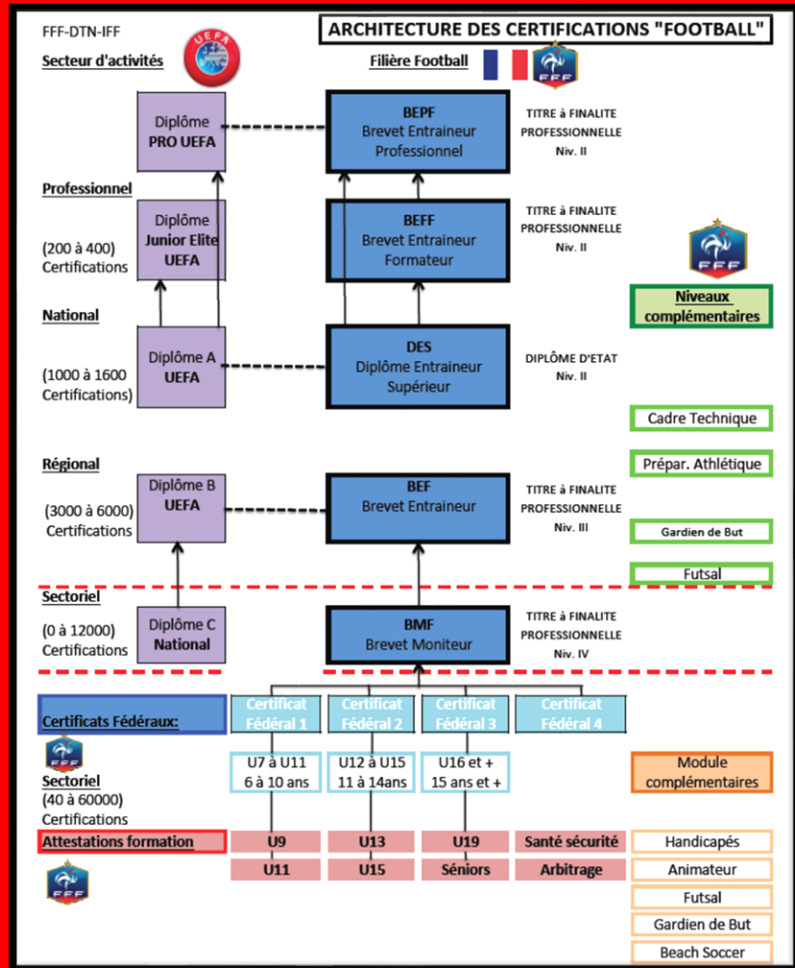 FFF-DTN-IFF
ARCHITECTURE DES CERTIFICATIONS "FOOTBALL"
Secteur d'activités
UEFA
Filière Football
FFF
Diplôme
PRO UEFA
BEPF
Brevet Entraineur
Professionnel
TITRE à FINALITE
PROFESSIONNELLE
Niv. II
Professionnel
(200 à 400)
Certifications
Diplôme
Junior Elite
UEFA
BEFF
Brevet Entraineur
Formateur
TITRE à FINALITE
PROFESSIONNELLE
Niv. II
FFF
Niveaux
complémentaires
National
(1000 à 1600
Certifications)
Diplôme A
UEFA
DES
Diplôme Entraineur
Supérieur
DIPLÔME D'ETAT
Niv. II
Cadre Technique
Prépar. Athlétique
Gardien de But
Futsal
Régional
(3000 à 6000)
Certifications
Diplôme B
UEFA
BEF
Brevet Entraineur
TITRE à FINALITE
PROFESSIONNELLE
Niv. III
Sectoriel
(0 à 12000)
Certifications
Diplôme C
National
BMF
Brevet Moniteur
TITRE à FINALITE
PROFESSIONNELLE
Niv. IV
Certificats Fédéraux:
Certificat
Fédéral 1
Certificat
Fédéral 2
Certificat
Fédéral 3
Certificat
Fédéral 4
FFF
Sectoriel
(40 à 60000)
Certifications
U7 à U11
6 à 10 ans
U12 à U15
11 à 14ans
U16 et +
15 ans et +
Module
complémentaires
Attestations formation
U9
U13
U19
Santé sécurité
Handicapés
FFF
U11
U15
Séniors
Arbitrage
Animateur
Futsal
Gardien de But
Beach Soccer